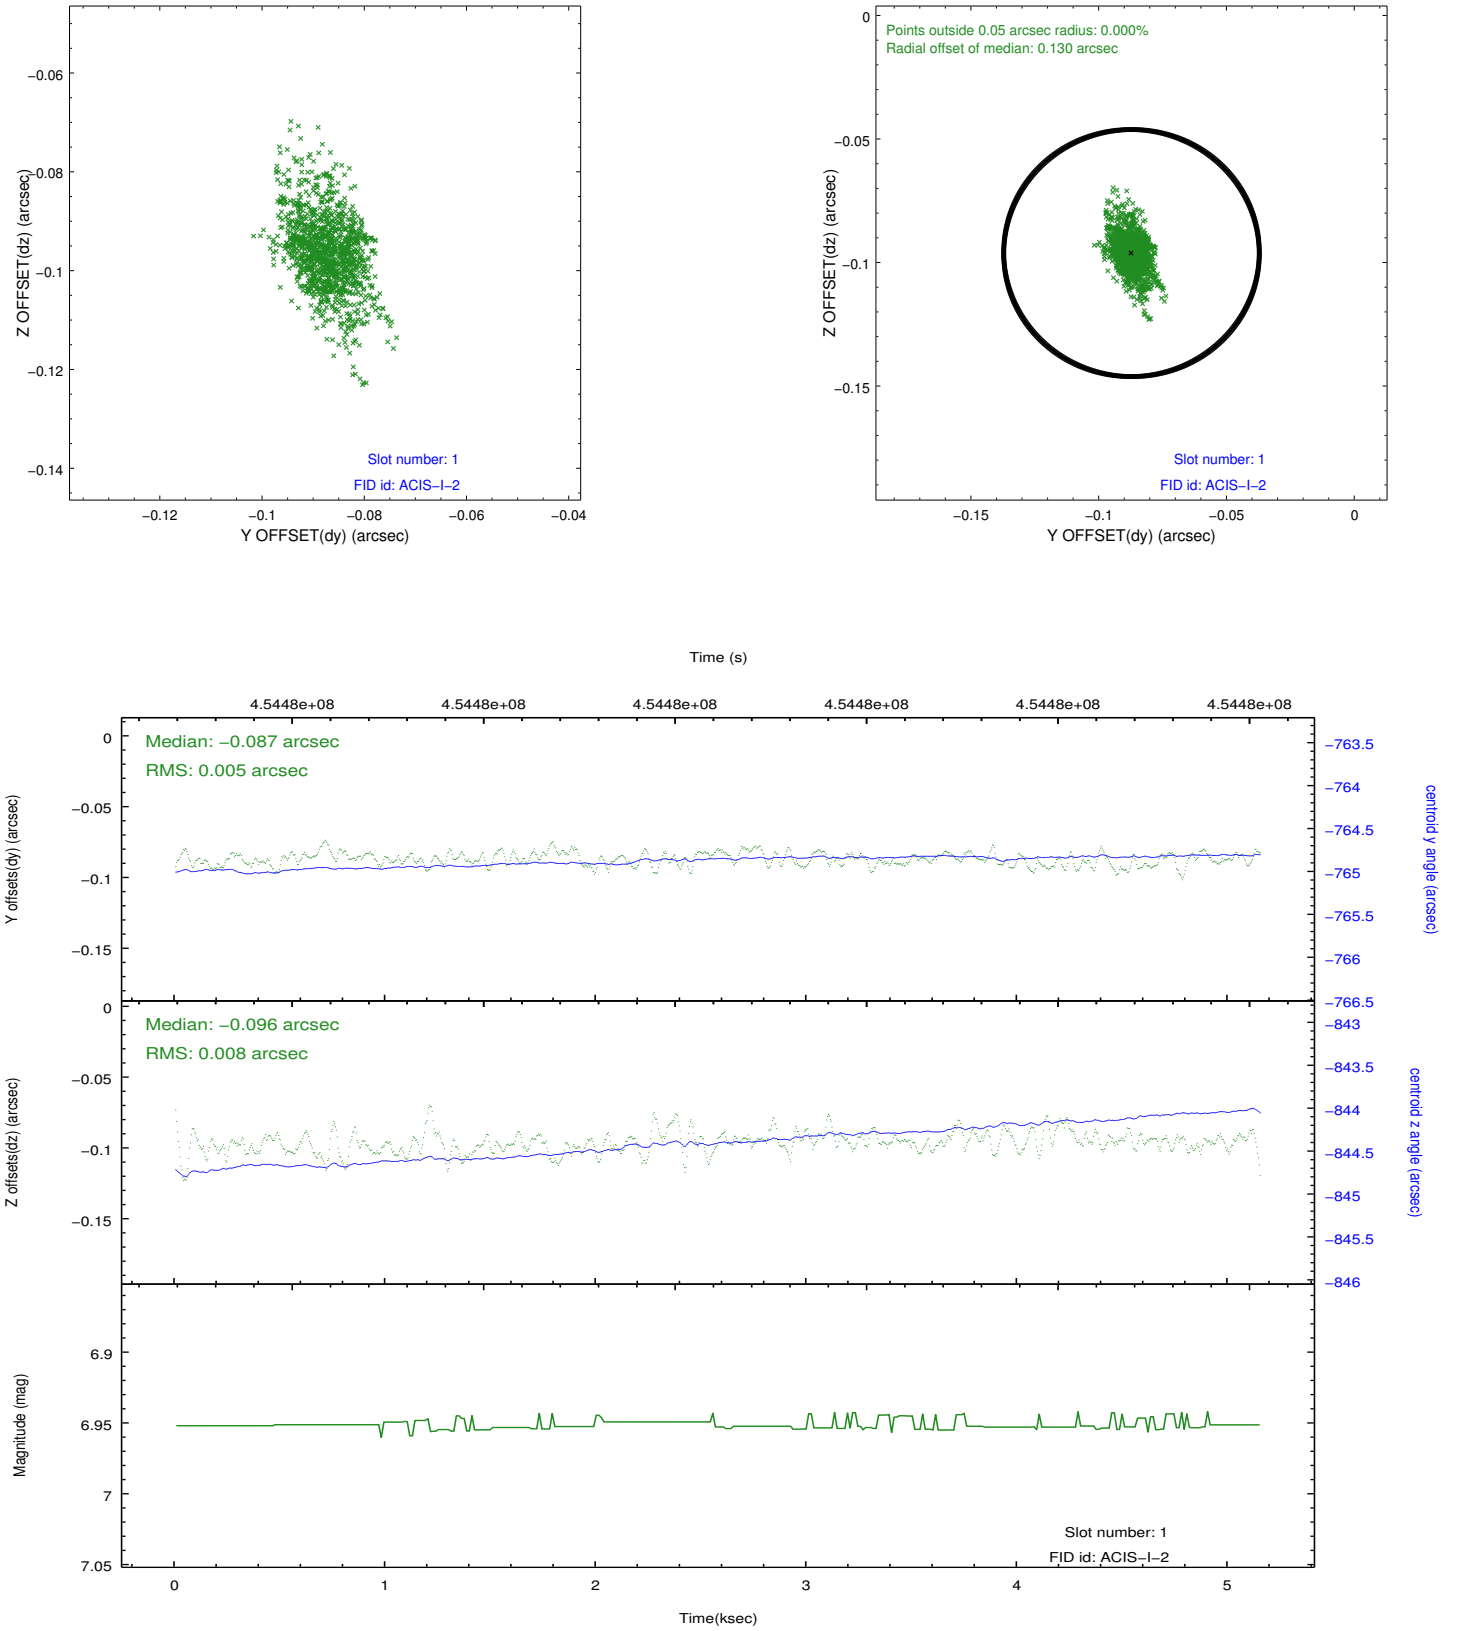 −0.06
−0.08
−0.1
−0.12
−0.14
Z OFFSET(dz) (arcsec)
Slot number: 1
FID id: ACIS−I−2
−0.12
−0.1
−0.08
−0.06
−0.04
Y OFFSET(dy) (arcsec)
Points outside 0.05 arcsec radius: 0.000%
Radial offset of median: 0.130 arcsec
0
−0.05
−0.1
−0.15
Z OFFSET(dz) (arcsec)
Slot number: 1
FID id: ACIS−I−2
−0.15
−0.1
−0.05
0
Y OFFSET(dy) (arcsec)
Time (s)
4.5448e+08
4.5448e+08
4.5448e+08
4.5448e+08
4.5448e+08
4.5448e+08
Median: −0.087 arcsec
RMS: 0.005 arcsec
0
−0.05
−0.1
−0.15
Y offsets(dy) (arcsec)
−763.5
−764
−764.5
−765
−765.5
−766
−766.5
centroid y angle (arcsec)
Median: −0.096 arcsec
RMS: 0.008 arcsec
0
−0.05
−0.1
−0.15
Z offsets(dz) (arcsec)
−843
−843.5
−844
−844.5
−845
−845.5
−846
centroid z angle (arcsec)
6.9
6.95
7
7.05
Magnitude (mag)
Slot number: 1
FID id: ACIS−I−2
0
1
2
3
4
5
Time(ksec)